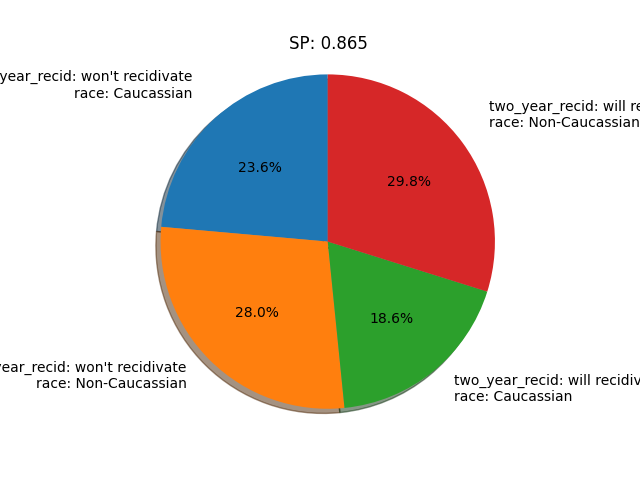 SP: 0.865
year_recid: won't recidivate
race: Caucassian
two_year_recid: will re
race: Non-Caucassian
23.6%
29.8%
28.0%
18.6%
year_recid: won't recidivate
race: Non-Caucassian
two_year_recid: will recidiv
race: Caucassian